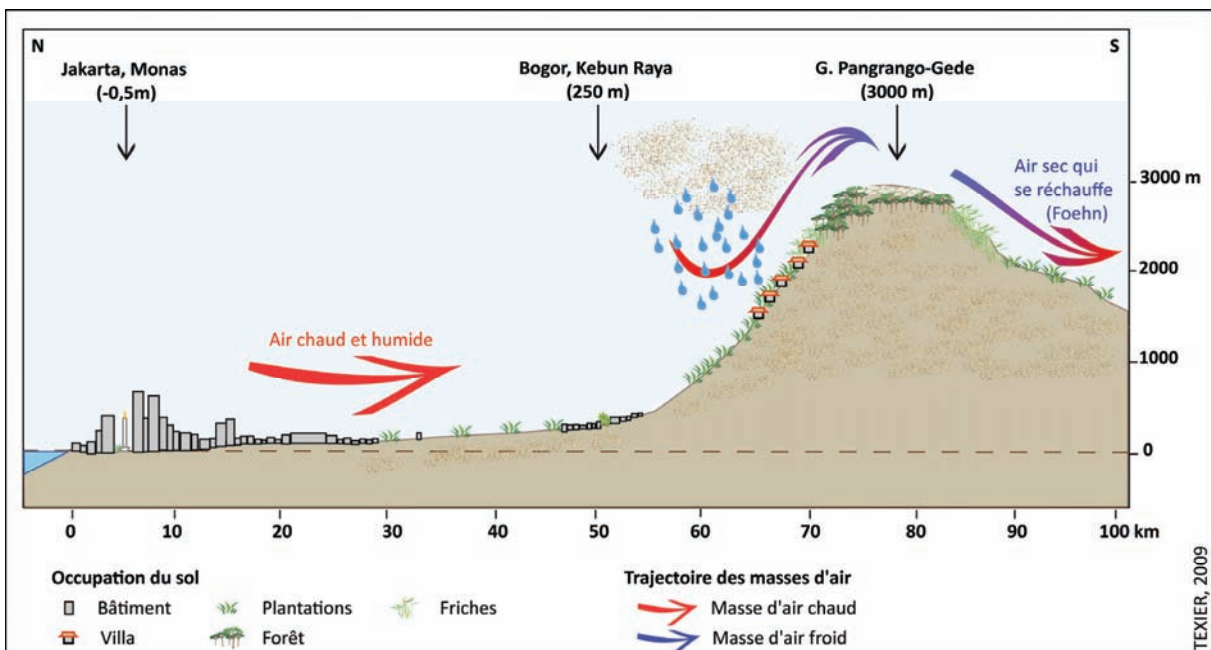 N
S
Jakarta, Monas
(-0,5m)
Bogor, Kebun Raya
(250 m)
G. Pangrango-Gede
(3000 m)
Air sec qui
se réchauffe
(Foehn)
3000 m
2000
1000
0
Air chaud et humide
0 10 20 30 40 50 60 70 80 90 100 km
Occupation du sol
Bâtiment
Plantations
Friches
Villa
Forêt
Trajectoire des masses d'air
Masse d'air chaud
Masse d'air froid
TEXIER, 2009